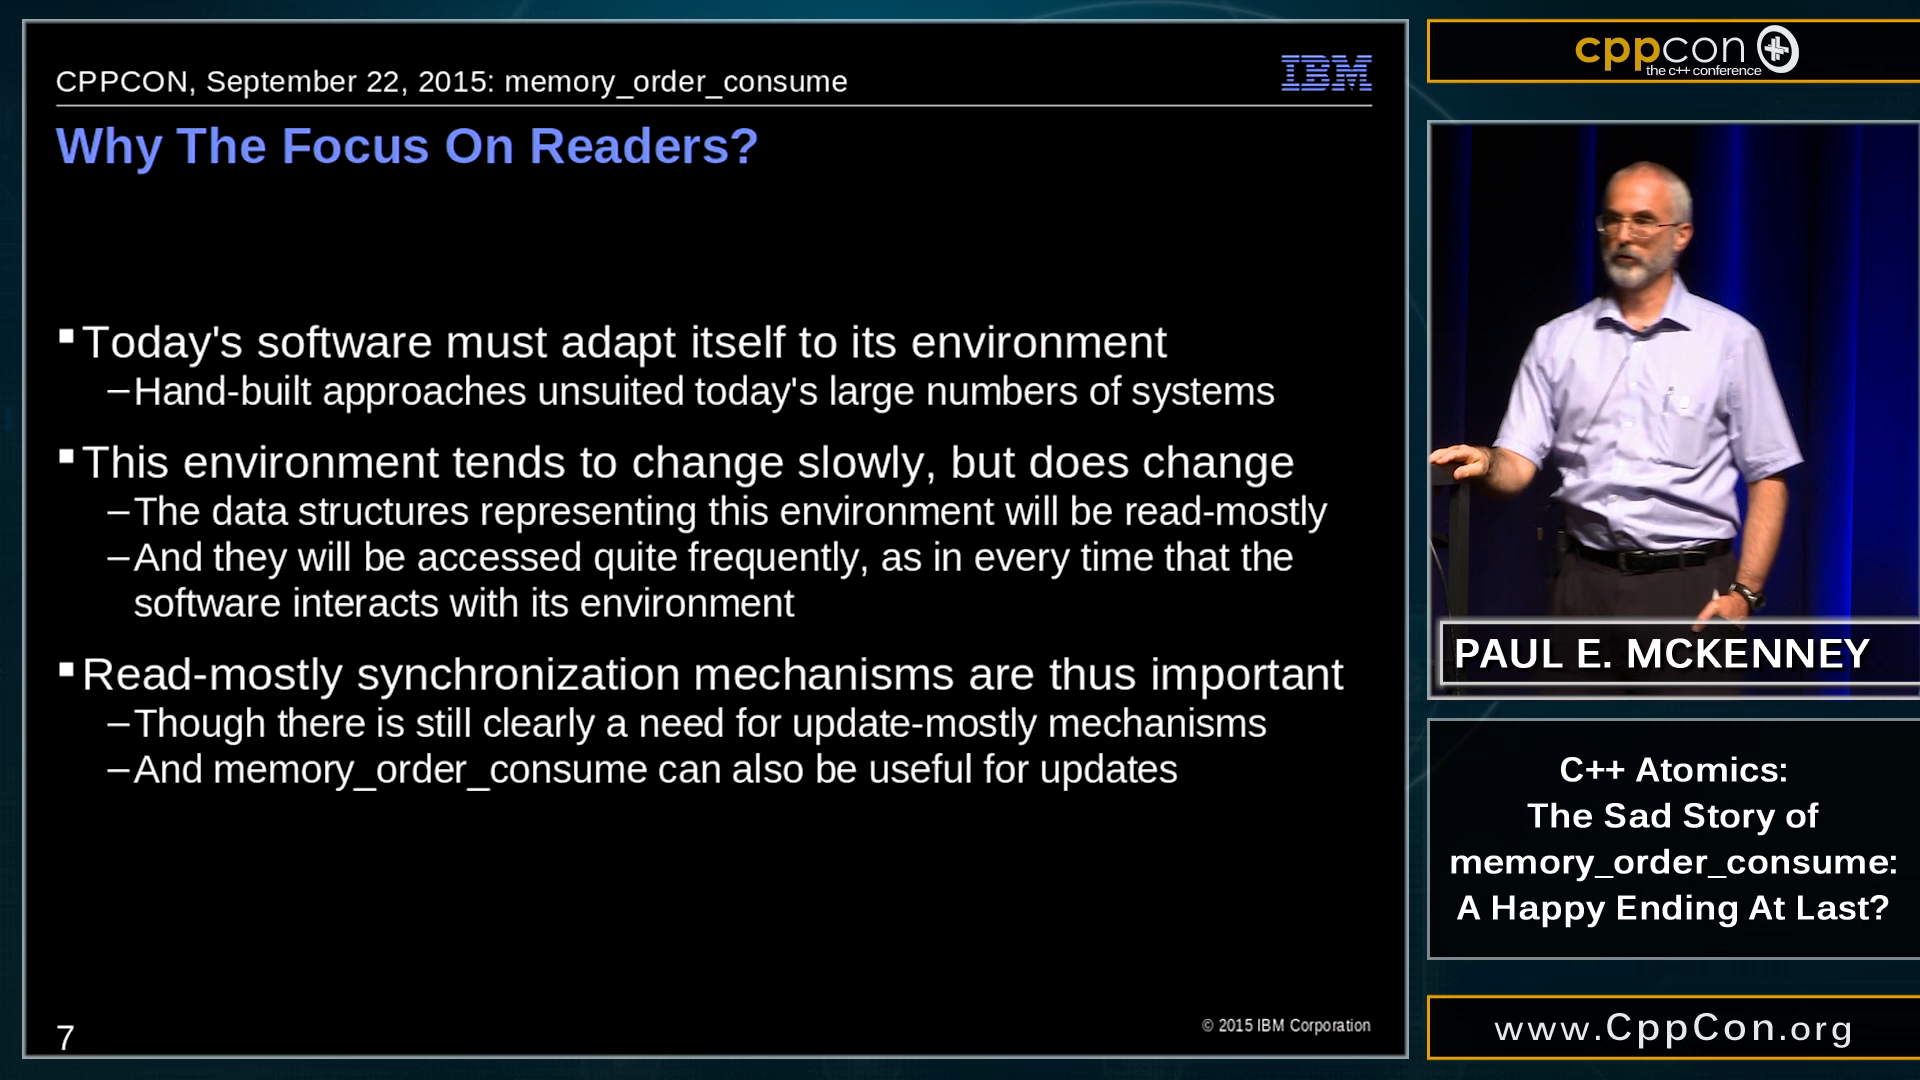 CPPCON, September 22, 2015: memory_order_consume
IBM
Why The Focus On Readers?
▪Today's software must adapt itself to its environment
–Hand-built approaches unsuited today's large numbers of systems
▪This environment tends to change slowly, but does change
–The data structures representing this environment will be read-mostly
–And they will be accessed quite frequently, as in every time that the
software interacts with its environment
▪Read-mostly synchronization mechanisms are thus important
–Though there is still clearly a need for update-mostly mechanisms
–And memory_order_consume can also be useful for updates
7
© 2015 IBM Corporation
cppcon
the c++ conference
PAUL E. MCKENNEY
C++ Atomics:
The Sad Story of
memory_order_consume:
A Happy Ending At Last?
www.CppCon.org